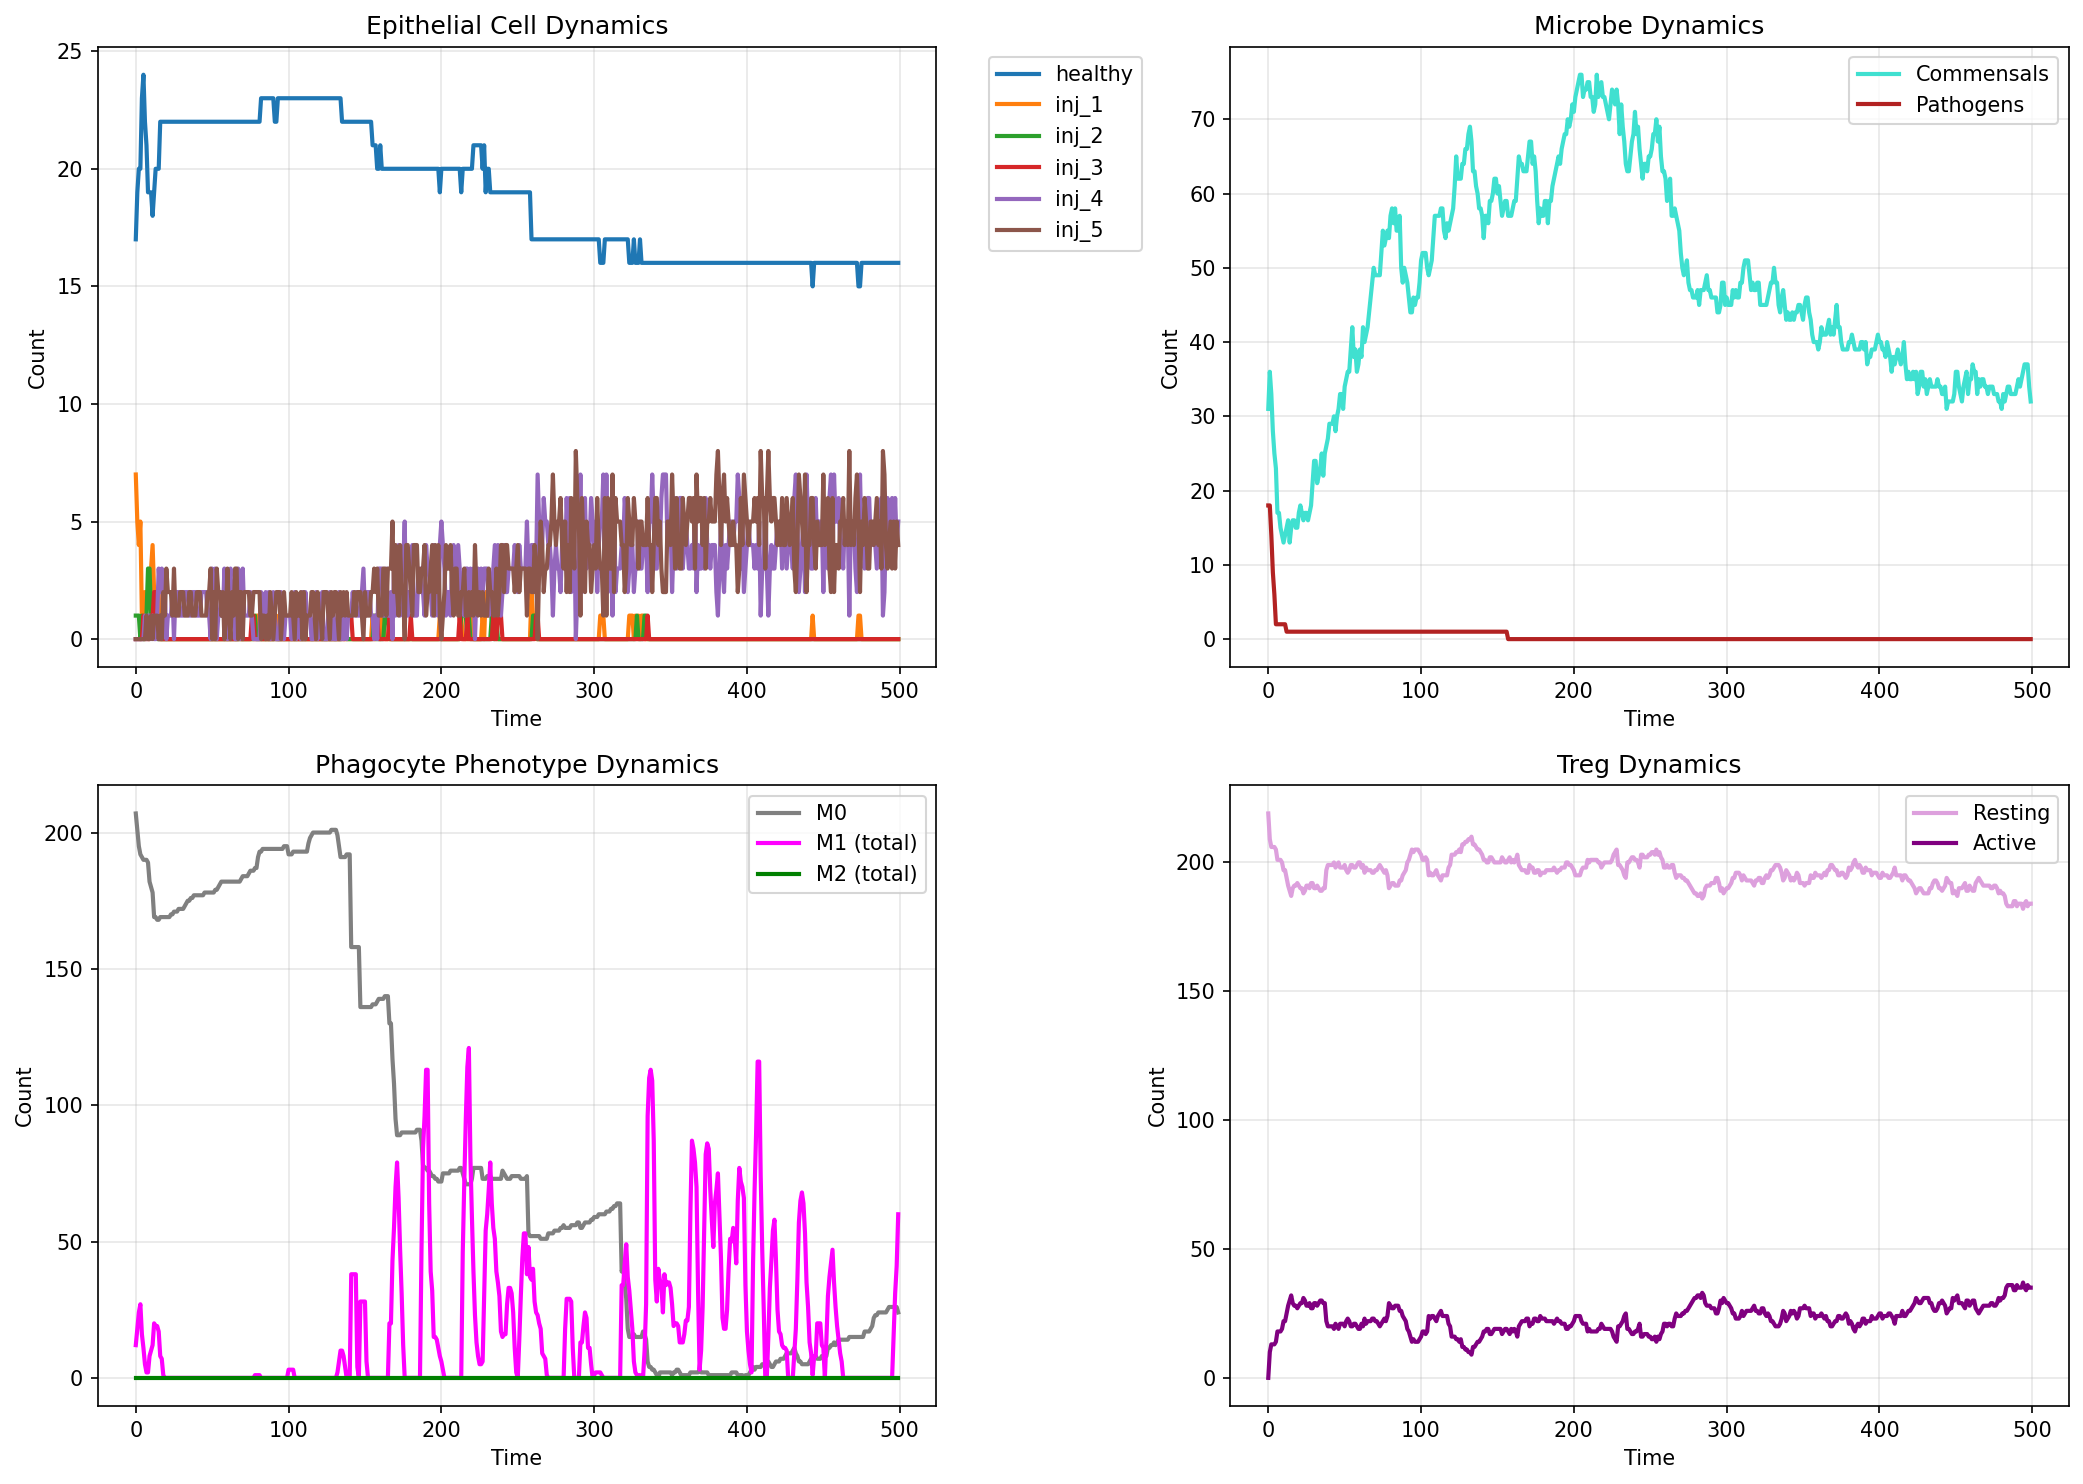 Epithelial Cell Dynamics
25
20
15
10
5
0
Count
0 100 200 300 400 500
Time
healthy
inj_1
inj_2
inj_3
inj_4
inj_5
Microbe Dynamics
70
60
50
40
30
20
10
0
Count
0 100 200 300 400 500
Time
Commensals
Pathogens
Phagocyte Phenotype Dynamics
200
150
100
50
0
Count
0 100 200 300 400 500
Time
M0
M1 (total)
M2 (total)
Treg Dynamics
200
150
100
50
0
Count
0 100 200 300 400 500
Time
Resting
Active